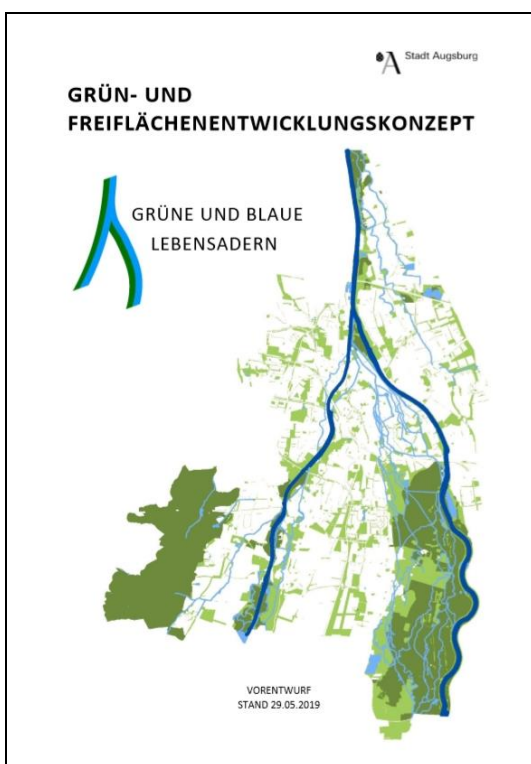 Stadt Augsburg
GRÜN- UND
FREIFLÄCHENENTWICKLUNGSKONZEPT
GRÜNE UND BLAUE
LEBENSADERN
VORENTWURF
STAND 29.05.2019